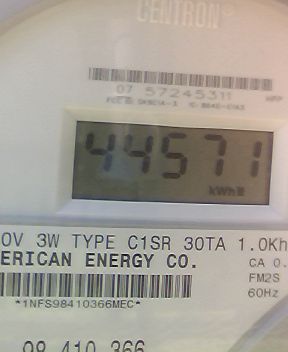 CENTRON®
07 57245311
44571
kWh
0V 3W TYPE C1SR 30TA 1.0Kh
ERICAN ENERGY CO.
CA 0.
FM2S
60Hz
*1NFS98410366MEC*
98 410 366